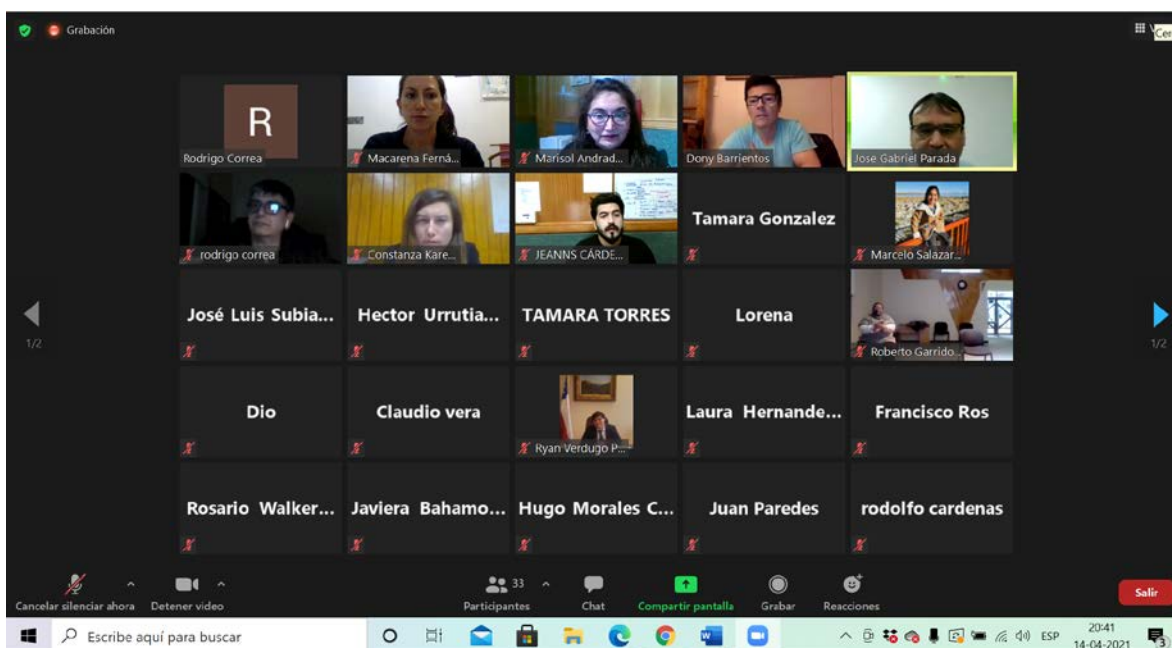 Grabación
Cer
R
Rodrigo Correa
Macarena Ferná...
Marisol Andrad...
Dony Barrientos
Jose Gabriel Parada
rodrigo correa
Constanza Kare...
JEANNS CÁRDE...
Tamara Gonzalez
Marcelo Salazar...
José Luis Subia...
Hector Urrutia...
TAMARA TORRES
Lorena
Roberto Garrido...
1/2
1/2
Dio
Claudio vera
Ryan Verdugo P...
Laura Hernande...
Francisco Ros
Rosario Walker...
Javiera Bahamo...
Hugo Morales C...
Juan Paredes
rodolfo cardenas
33
Cancelar silenciar ahora
Detener video
Participantes
Chat
Compartir pantalla
Grabar
Reacciones
Salir
Escribe aquí para buscar
ESP
20:41
14-04-2021
3